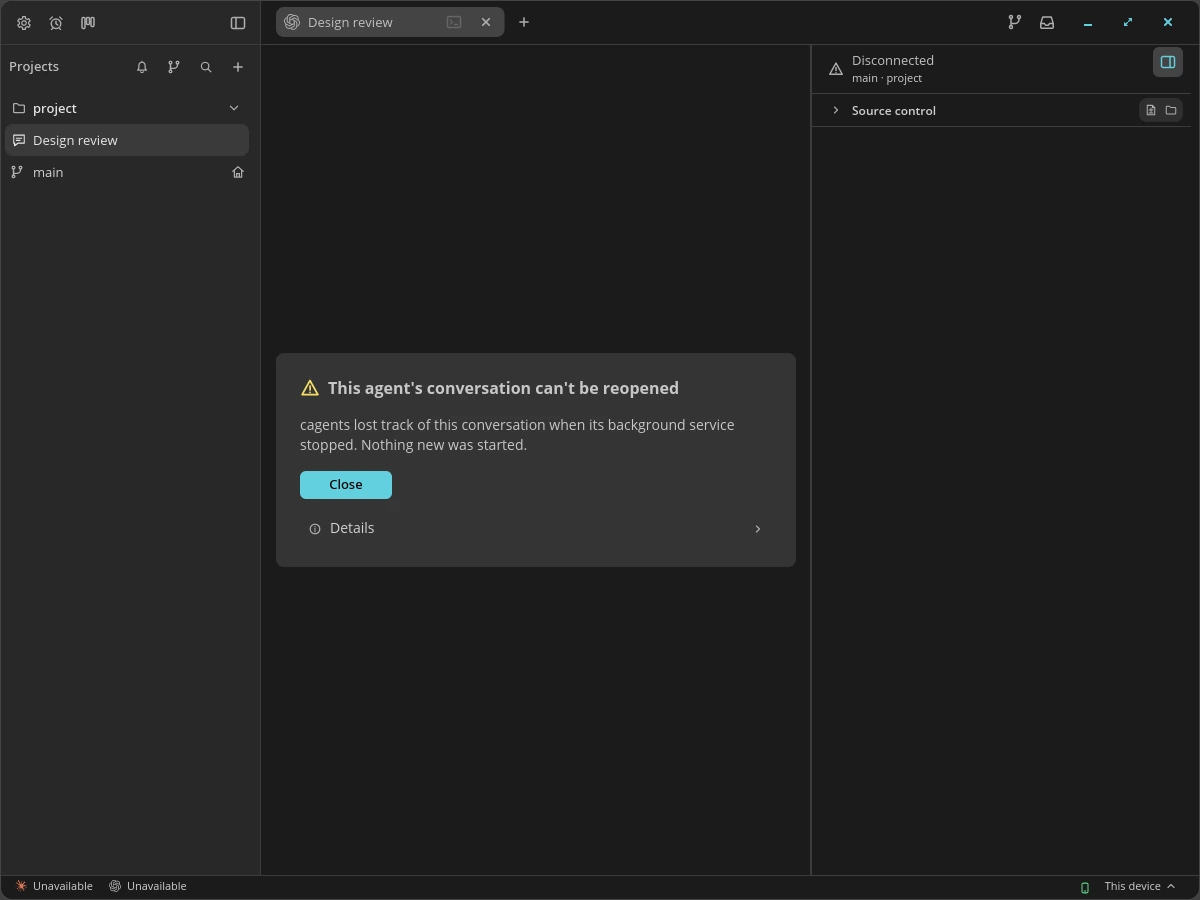 Design review
Projects
project
Design review
main
Disconnected
main · project
Source control
This agent's conversation can't be reopened
cagents lost track of this conversation when its background service
stopped. Nothing new was started.
Close
Details
Unavailable
Unavailable
This device